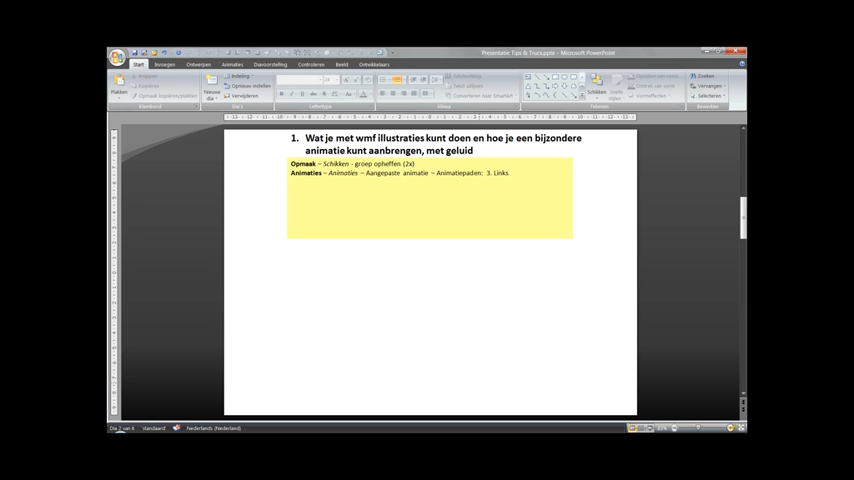 Presentatie Tips & Trucs.pptx - Microsoft PowerPoint
Start Invoegen Ontwerpen Animaties Diavoorstelling Controleren Beeld Ontwikkelaars
Plakken Knippen Kopiëren Opmaak kopiëren/plakken Klembord
Nieuwe dia Indeling Opnieuw instellen Verwijderen Dia's
Lettertype
Alinea
Converteren naar SmartArt
Schikken Snelle stijlen Tekenen
Zoeken Vervangen Selecteren Bewerken
1. Wat je met wmf illustraties kunt doen en hoe je een bijzondere
animatie kunt aanbrengen, met geluid
Opmaak – Schikken - groep opheffen (2x)
Animaties – Animaties – Aangepaste animatie – Animatiepaden: 3. Links
Dia 2 van 6 standaard Nederlands (Nederland)